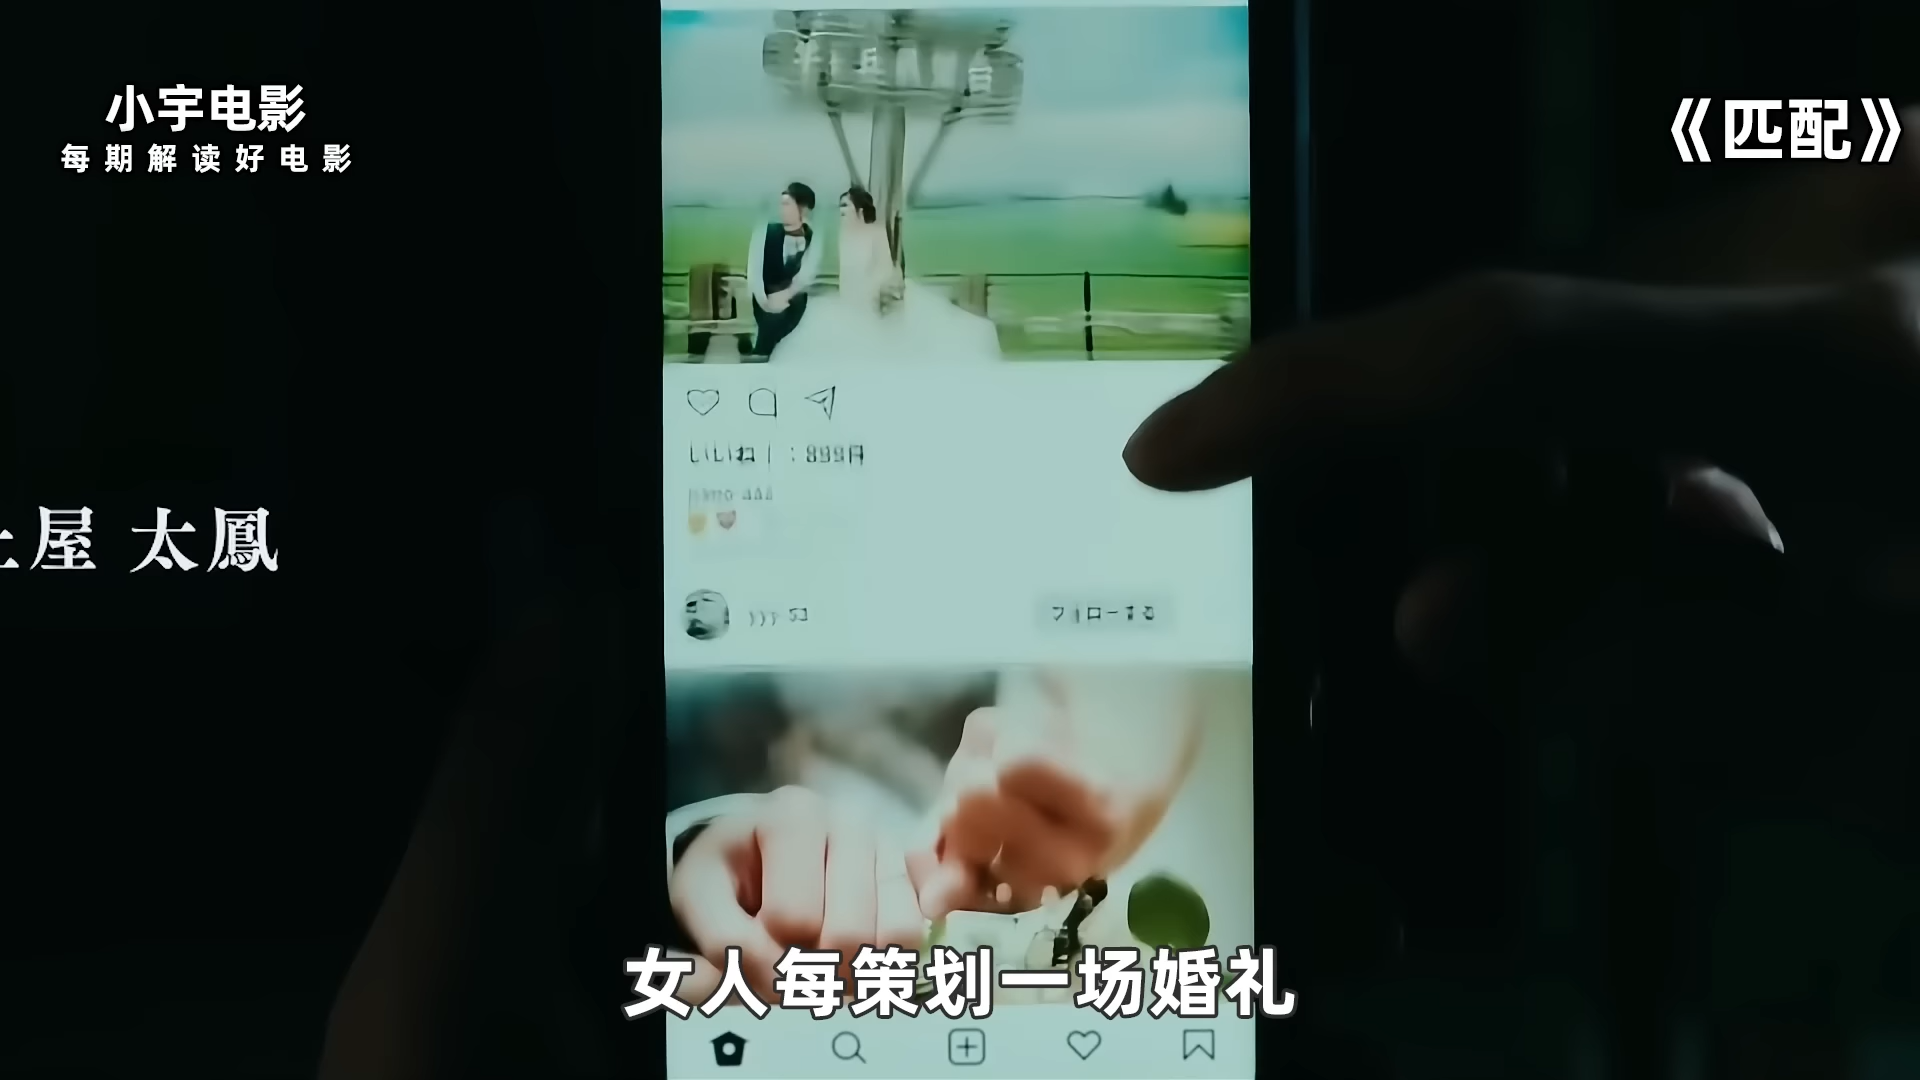 小宇电影
每期解读好电影
《匹配》
屋 太鳳
いいね！：899件
フォローする
女人每策划一场婚礼